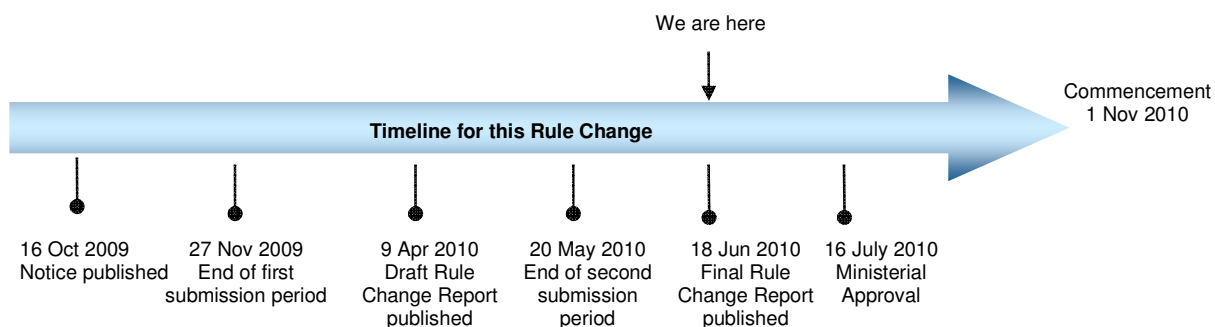 We are here
Commencement
1 Nov 2010
Timeline for this Rule Change
16 Oct 2009
Notice published
27 Nov 2009
End of first
submission period
9 Apr 2010
Draft Rule
Change Report
published
20 May 2010
End of second
submission
period
18 Jun 2010
Final Rule
Change Report
published
16 July 2010
Ministerial
Approval